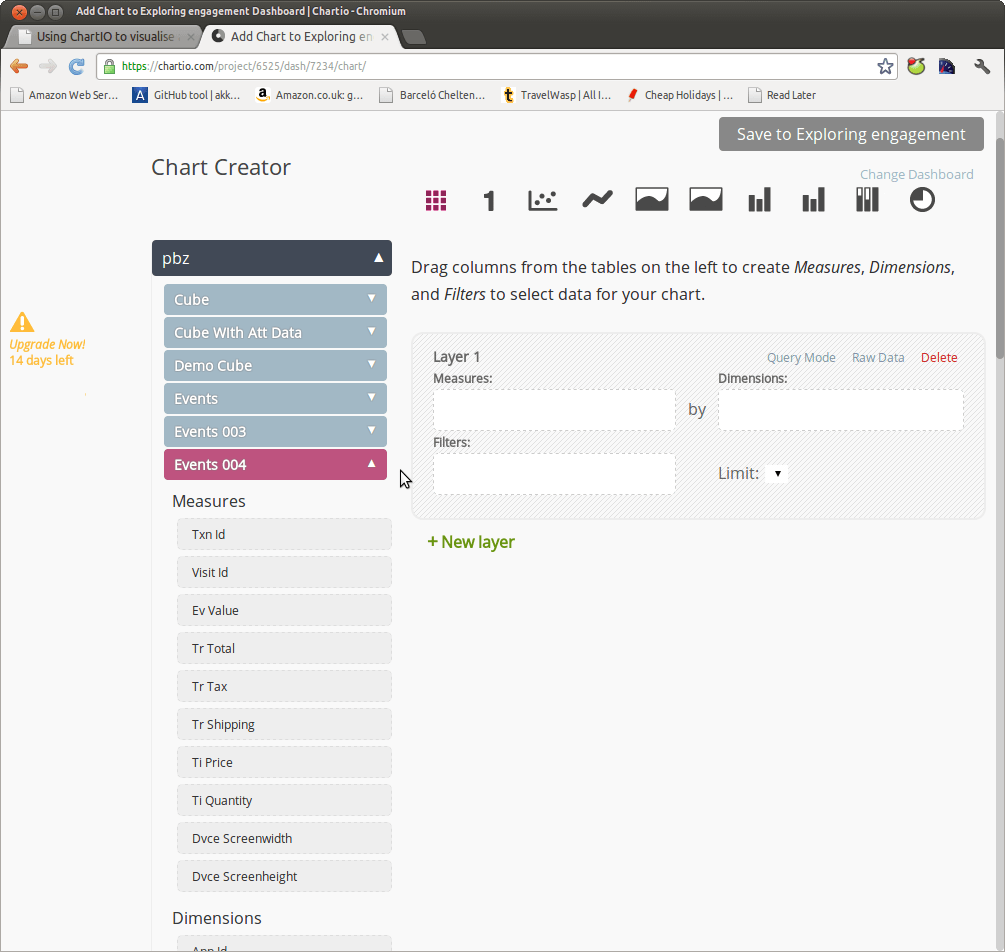 Add Chart to Exploring engagement Dashboard | Chartio - Chromium
Using ChartIO to visualise
Add Chart to Exploring en
https://chartio.com/project/6525/dash/7234/chart/
Amazon Web Ser...
GitHub tool | akk...
Amazon.co.uk: g...
Barceló Chelten...
TravelWasp | All I...
Cheap Holidays | ...
Read Later
Save to Exploring engagement
Chart Creator
Change Dashboard
1
pbz
Drag columns from the tables on the left to create Measures, Dimensions,
and Filters to select data for your chart.
Cube
Cube WIth Att Data
Demo Cube
Events
Events 003
Events 004
Upgrade Now!
14 days left
Layer 1
Query Mode
Raw Data
Delete
Measures:
Dimensions:
by
Filters:
Limit:
+ New layer
Measures
Txn Id
Visit Id
Ev Value
Tr Total
Tr Tax
Tr Shipping
Ti Price
Ti Quantity
Dvce Screenwidth
Dvce Screenheight
Dimensions
App Id